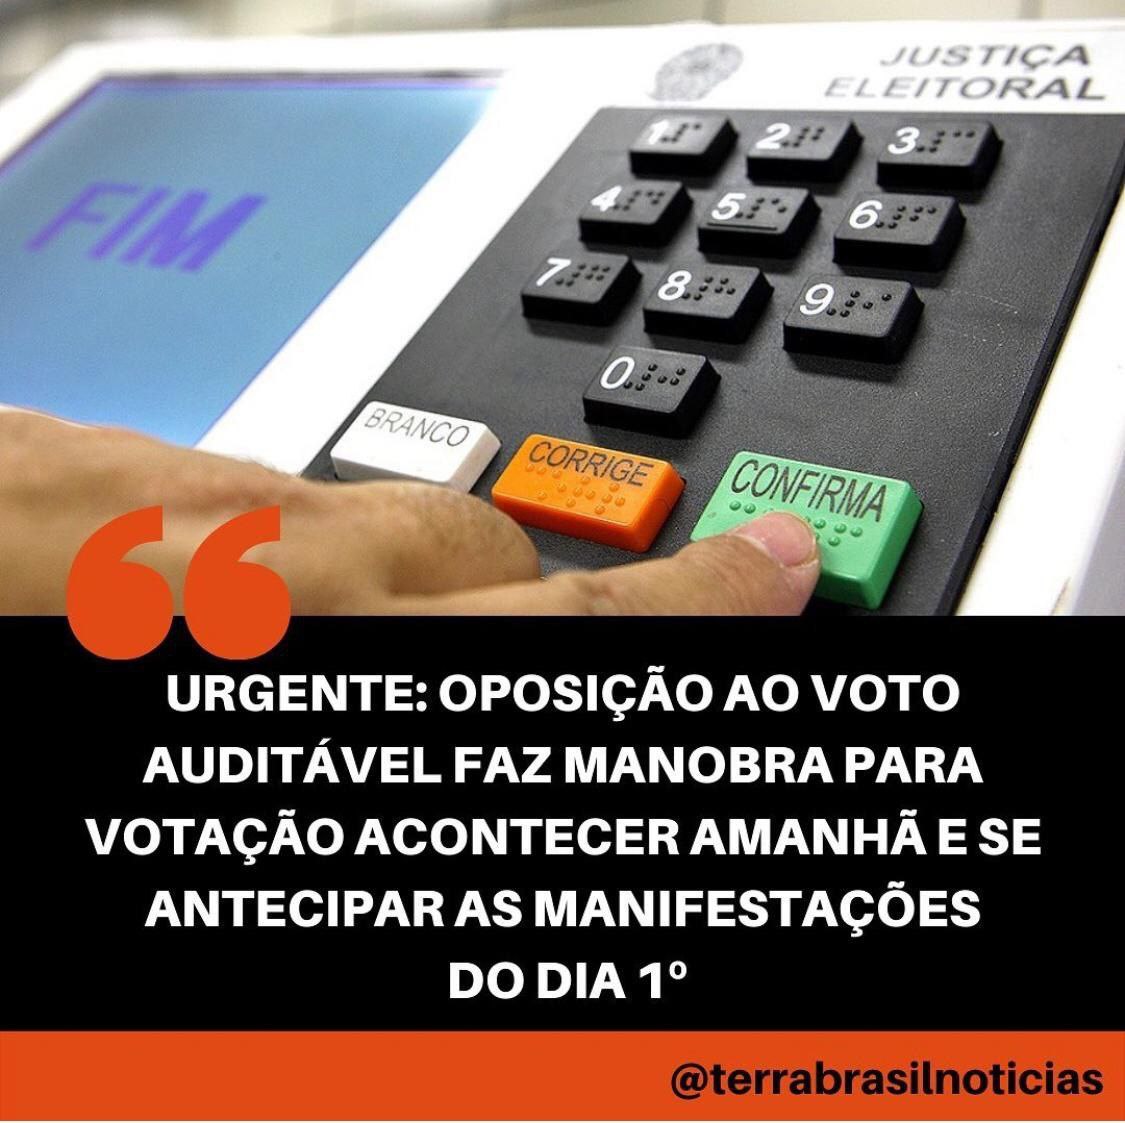 JUSTIÇA
ELEITORAL
FIM
1
2
3
4
5
6
7
8
9
0
BRANCO
CORRIGE
CONFIRMA
URGENTE: OPOSIÇÃO AO VOTO
AUDITÁVEL FAZ MANOBRA PARA
VOTAÇÃO ACONTECER AMANHÃ E SE
ANTECIPAR AS MANIFESTAÇÕES
DO DIA 1º
@terrabrasilnoticias